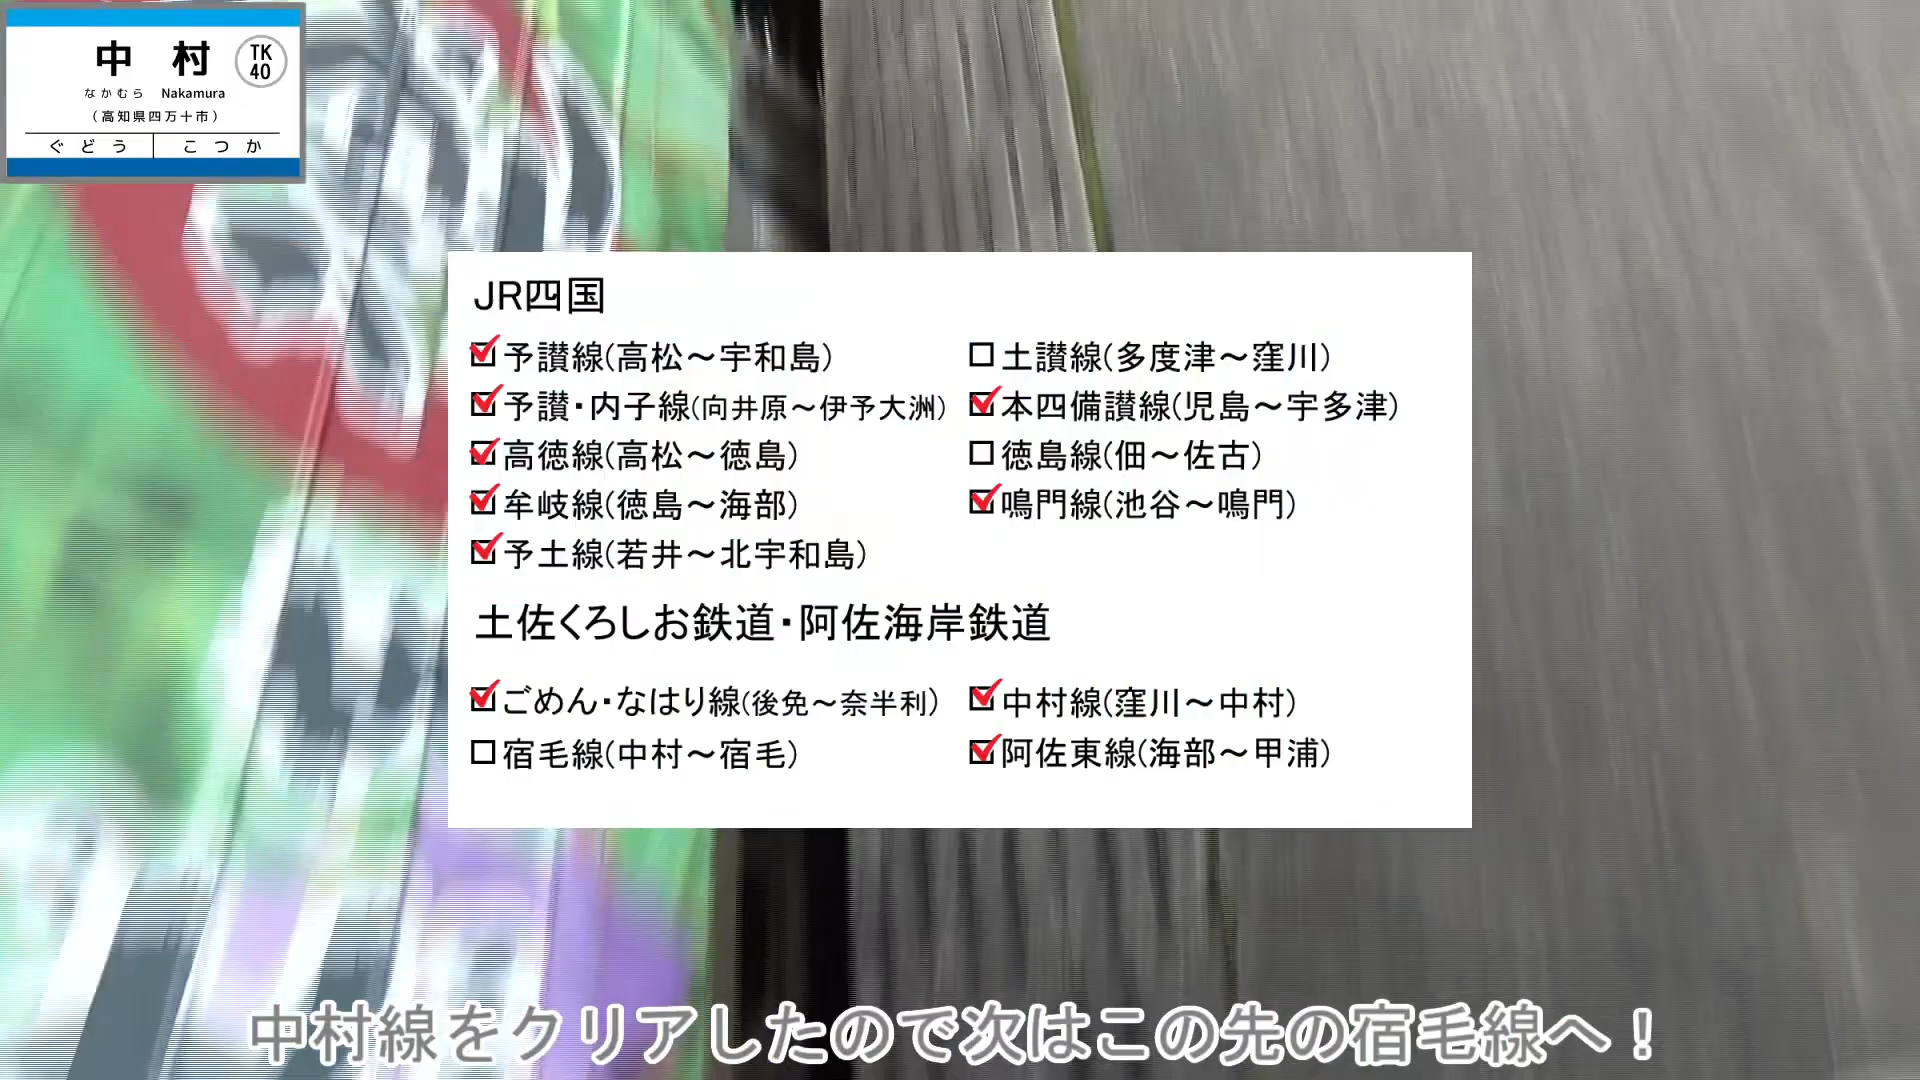 中村
TK
40
なかむら Nakamura
（高知県四万十市）
ぐどう こつか
JR四国
予讃線(高松～宇和島)
土讃線(多度津～窪川)
予讃・内子線(向井原～伊予大洲)
本四備讃線(児島～宇多津)
高徳線(高松～徳島)
徳島線(佃～佐古)
牟岐線(徳島～海部)
鳴門線(池谷～鳴門)
予土線(若井～北宇和島)
土佐くろしお鉄道・阿佐海岸鉄道
ごめん・なはり線(後免～奈半利)
中村線(窪川～中村)
宿毛線(中村～宿毛)
阿佐東線(海部～甲浦)
中村線をクリアしたので次はこの先の宿毛線へ！